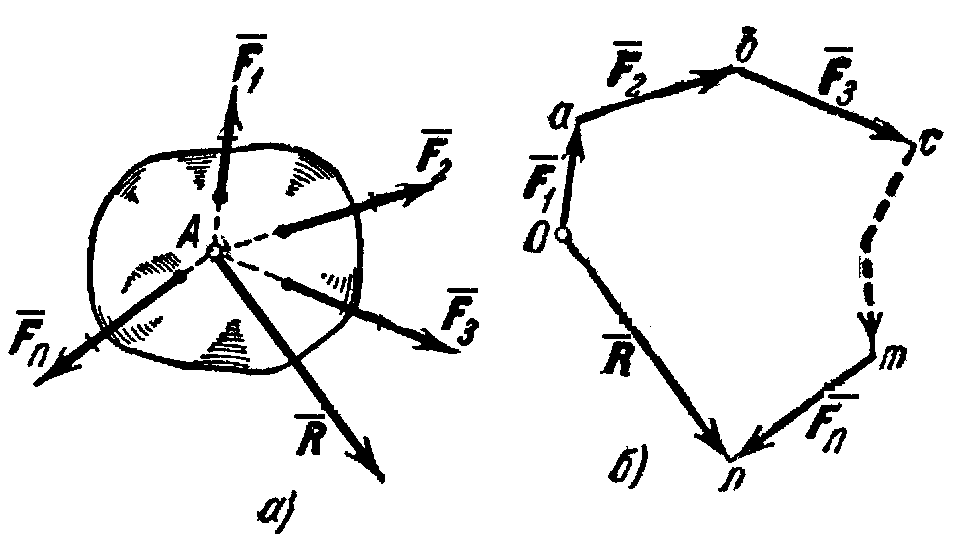 F̅₁
F̅₂
A
F̅₃
F̅ₙ
R̅
а)
в
F̅₂
F̅₃
a
c
F̅₁
O
R̅
m
F̅ₙ
n
б)